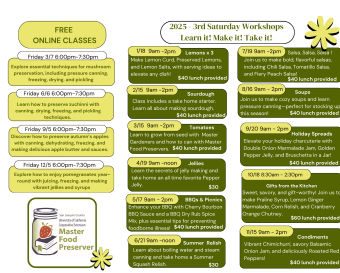 FREE
ONLINE CLASSES
Friday 3/7 6:00pm-7:30pm
Explore essential techniques for mushroom
preservation, including pressure canning,
freezing, drying, and pickling
Friday 6/6 6:00pm-7:30pm
Learn how to preserve zucchini with
canning, drying, freezing, and pickling
techniques.
Friday 9/5 6:00pm-7:30pm
Discover how to preserve autumn's apples
with canning, dehydrating, freezing, and
making delicious apple butter and sauces.
Friday 12/5 6:00pm-7:30pm
Explore how to enjoy pomegranates year-
round with juicing, freezing, and making
vibrant jellies and syrups
Master
Food
Preserver
2025 - 3rd Saturday Workshops
Learn it! Make it! Take it!
1/18 9am -2pm Lemons x 3
Make Lemon Curd, Preserved Lemons,
and Lemon Salts, with serving ideas to
elevate any dish! $40 lunch provided
2/15 9am - 2pm Sourdough
Class includes a take home starter.
Learn all about making sourdough.
$40 lunch provided
3/15 9am - 2pm Tomatoes
Learn to grow from seed with Master
Gardeners and how to can with Master
Food Preservers. $40 lunch provided
4/19 9am -noon Jellies
Learn the secrets of jelly making and
take home an all time favorite Pepper
Jelly. $30
5/17 9am - 2pm BBQs & Picnics
Enhance your BBQ with Cherry Bourbon
BBQ Sauce and a BBQ Dry Rub Spice
Mix, plus essential tips for preventing
foodborne illness! $40 lunch provided
6/21 9am -noon Summer Relish
Learn about boiling water and steam
canning and take home a Summer
Squash Relish. $30
7/19 9am -2pm Salsa, Salsa, Salsa !
Join us to make bold, flavorful salsas,
including Chili Salsa, Tomatillo Salsa,
and Fiery Peach Salsa!
$40 lunch provided
8/16 9am - 2pm Soups
Join us to make cozy soups and learn
pressure canning—perfect for stocking up
this season! $40 lunch provided
9/20 9am - 2pm
Holiday Spreads
Elevate your holiday charcuterie with
Double Onion Marmalade Jam, Golden
Pepper Jelly, and Bruschetta in a Jar!
$40 lunch provided
10/18 8:30am - 2:30pm
Gifts from the Kitchen
Sweet, savory, and gift-worthy! Join us to
make Praline Syrup, Lemon Ginger
Marmalade, Corn Relish, and Cranberry
Orange Chutney.
$60 lunch provided
11/15 9am - 2pm Condiments
Vibrant Chimichurri, savory Balsamic
Onion Jam, and deliciously Roasted Red
Peppers!
$40 lunch provided